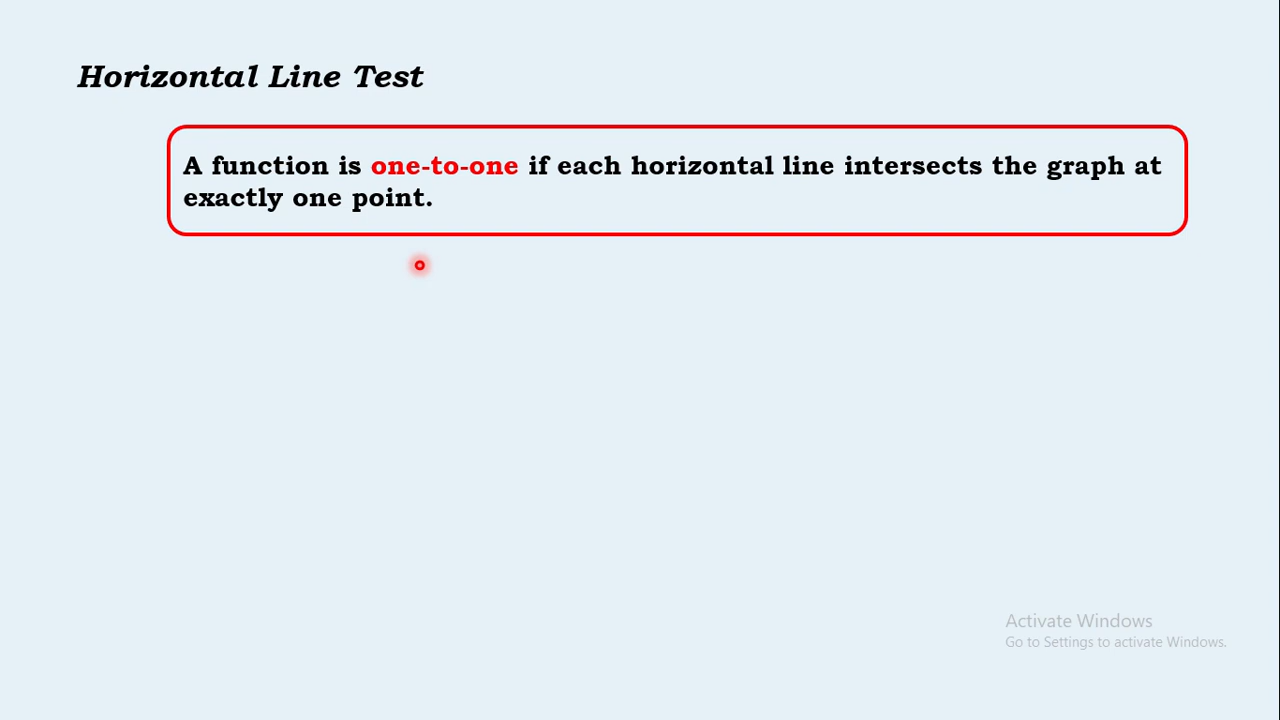 Horizontal Line Test
A function is one-to-one if each horizontal line intersects the graph at
exactly one point.
Activate Windows
Go to Settings to activate Windows.